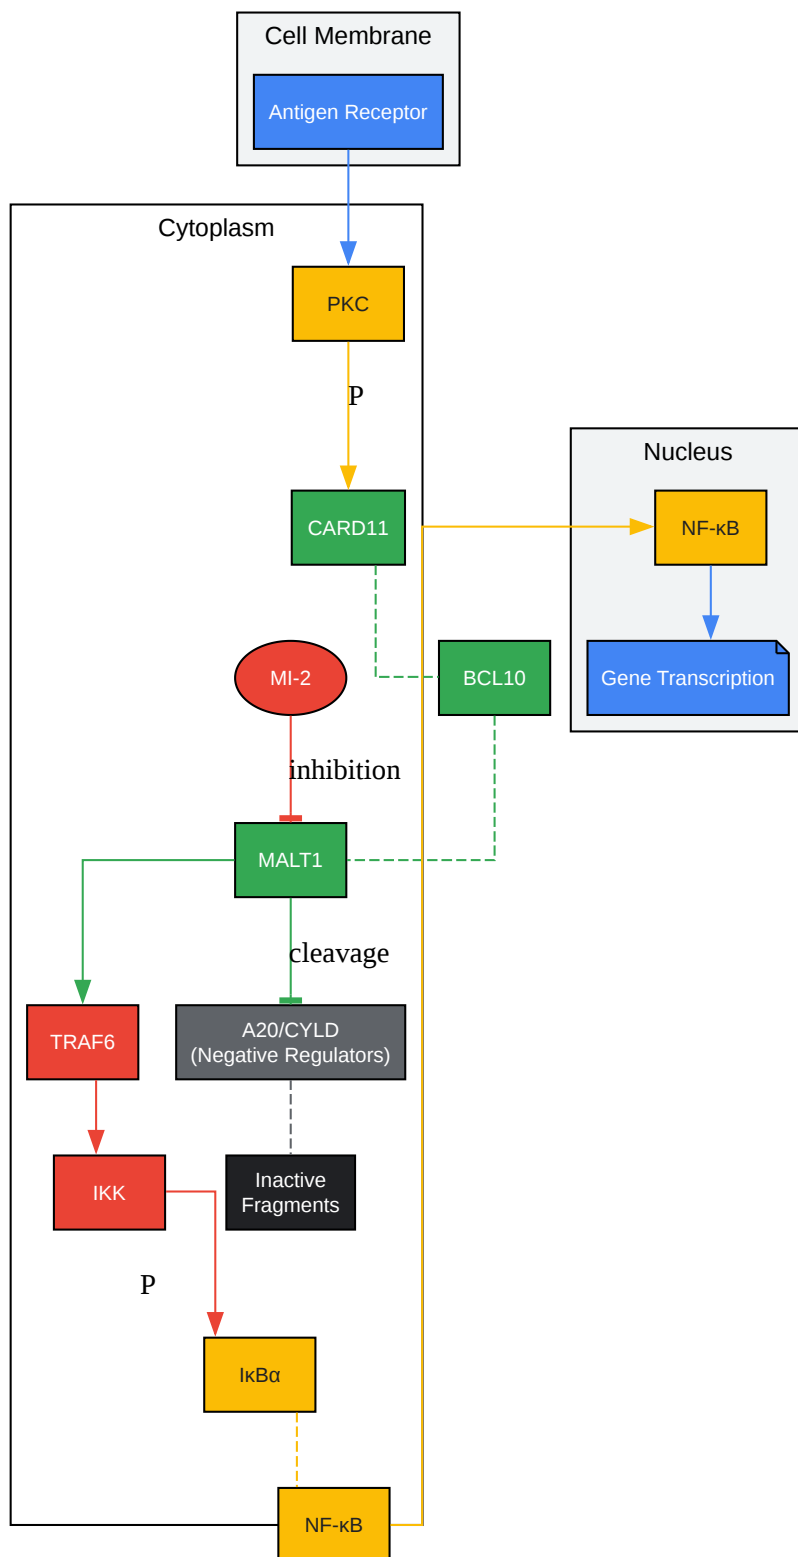 Cell Membrane
Antigen Receptor
Cytoplasm
PKC
P
CARD11
Nucleus
NF-κB
MI-2
BCL10
Gene Transcription
inhibition
MALT1
cleavage
TRAF6
A20/CYLD
(Negative Regulators)
IKK
Inactive
Fragments
P
IκBα
NF-κB